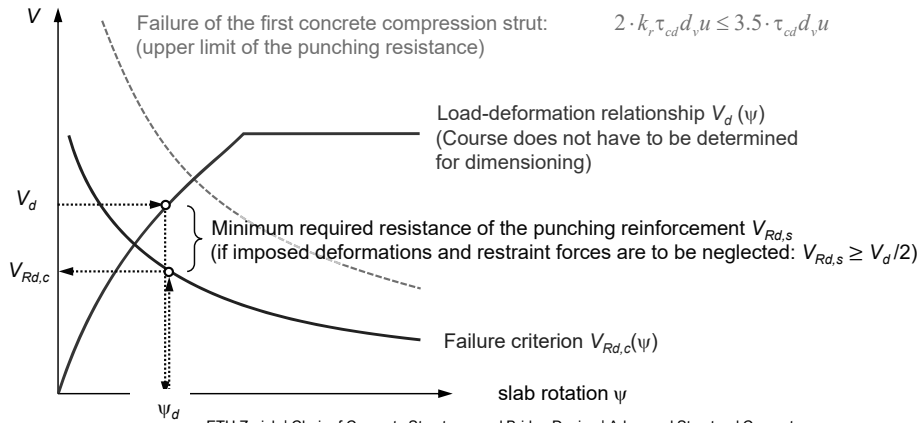 V
Failure of the first concrete compression strut: 2 · k_r τ_cd d_v u ≤ 3.5 · τ_cd d_v u
(upper limit of the punching resistance)
Load-deformation relationship V_d (ψ)
(Course does not have to be determined
for dimensioning)
V_d
Minimum required resistance of the punching reinforcement V_Rd,s
(if imposed deformations and restraint forces are to be neglected: V_Rd,s ≥ V_d /2)
V_Rd,c
Failure criterion V_Rd,c(ψ)
slab rotation ψ
ψ_d